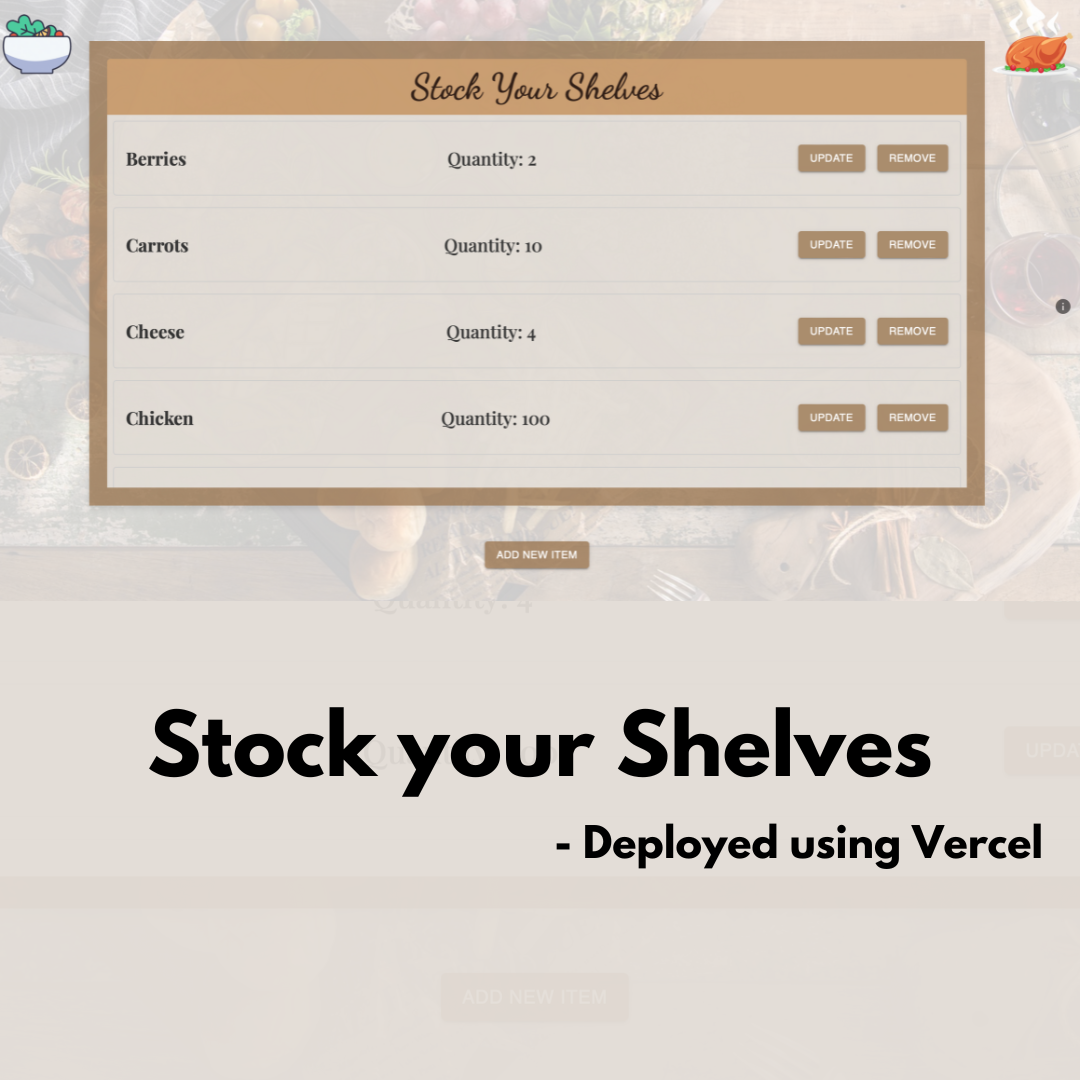 Stock Your Shelves
Berries Quantity: 2 UPDATE REMOVE
Carrots Quantity: 10 UPDATE REMOVE
Cheese Quantity: 4 UPDATE REMOVE
Chicken Quantity: 100 UPDATE REMOVE
ADD NEW ITEM
Quantity: 4
Stock your Shelves
UPDA
- Deployed using Vercel
ADD NEW ITEM